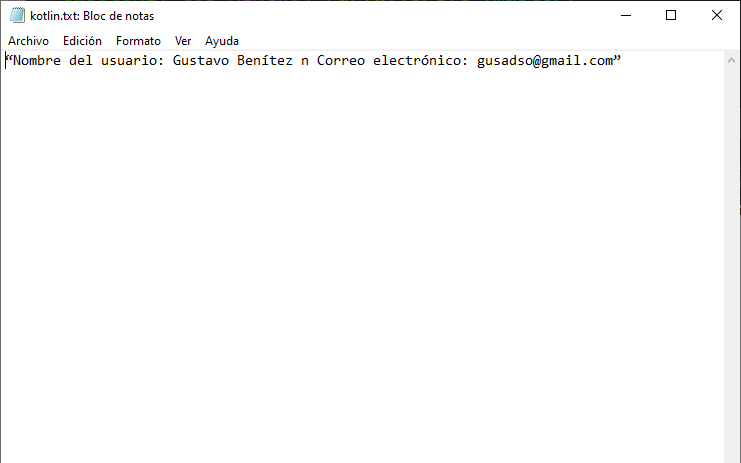 kotlin.txt: Bloc de notas
Archivo Edición Formato Ver Ayuda
“Nombre del usuario: Gustavo Benítez n Correo electrónico: gusadso@gmail.com”